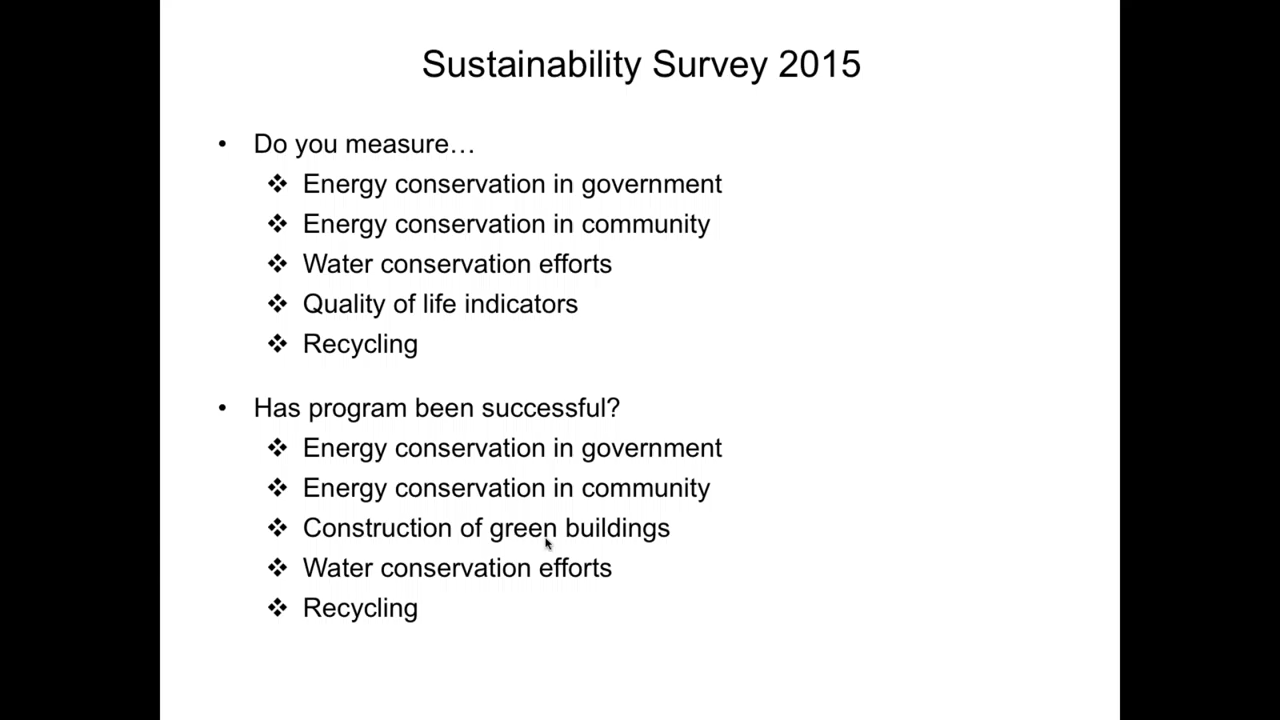 Sustainability Survey 2015
• Do you measure…
❖ Energy conservation in government
❖ Energy conservation in community
❖ Water conservation efforts
❖ Quality of life indicators
❖ Recycling
• Has program been successful?
❖ Energy conservation in government
❖ Energy conservation in community
❖ Construction of green buildings
❖ Water conservation efforts
❖ Recycling